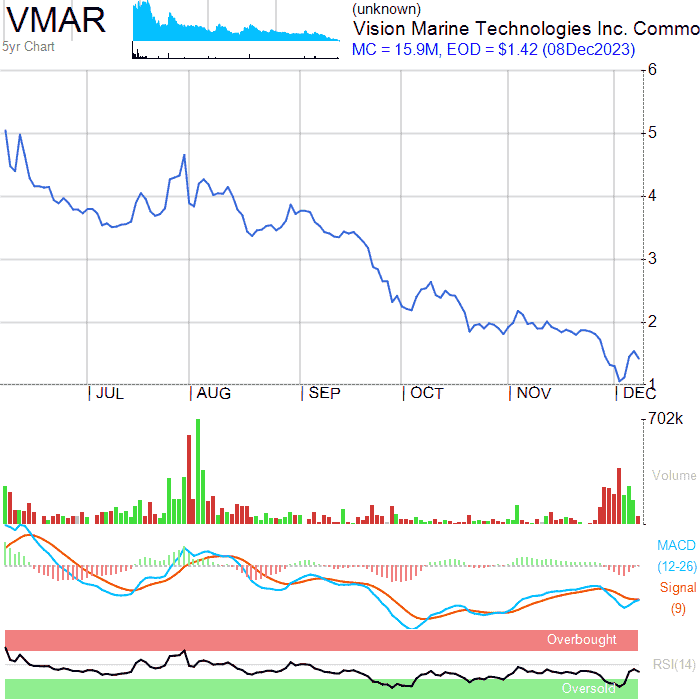 VMAR
5yr Chart
(unknown)
Vision Marine Technologies Inc. Commo
MC = 15.9M, EOD = $1.42 (08Dec2023)
6
5
4
3
2
1
JUL AUG SEP OCT NOV DEC
702k
Volume
MACD
(12-26)
Signal
(9)
Overbought
RSI(14)
Oversold